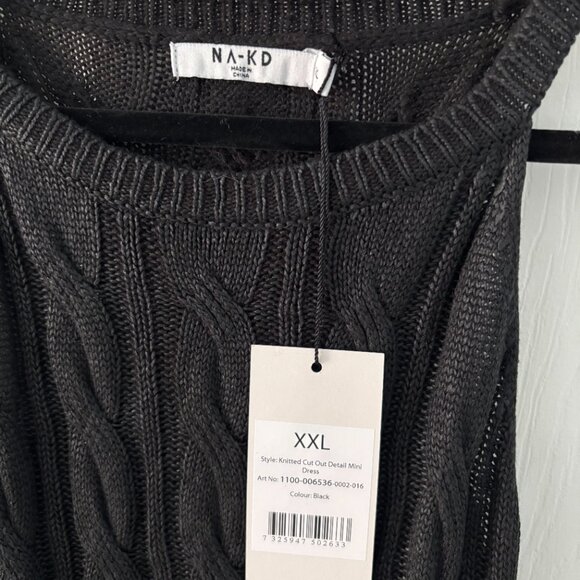 NA-KD
MADE IN
CHINA
XXL
Style: Knitted Cut Out Detail Mini
Dress
Art No: 1100-006536-0002-016
Colour: Black
7 325947 502633